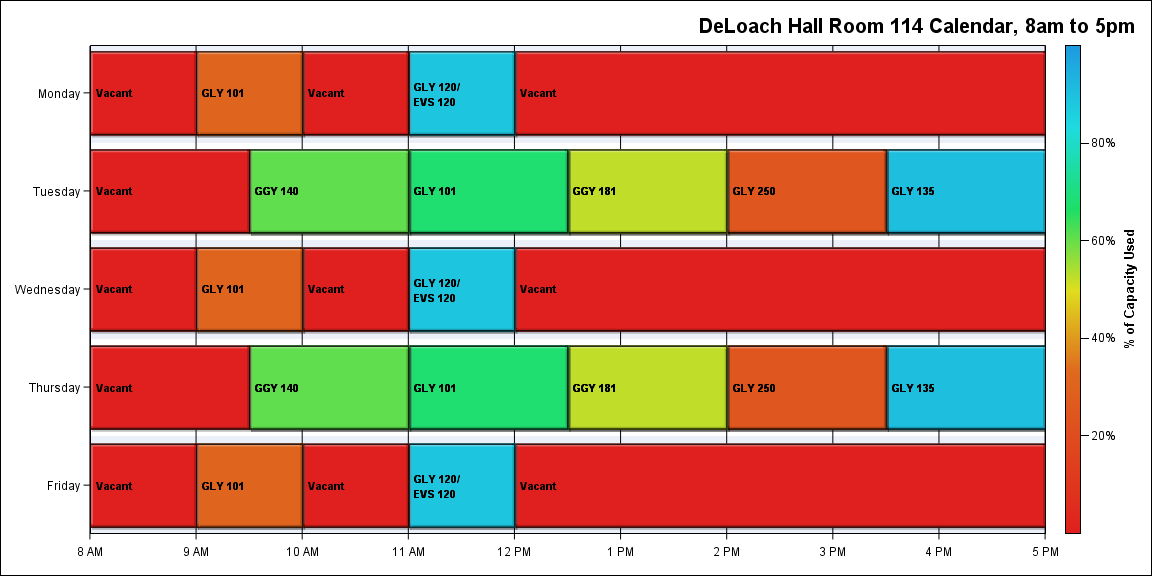 DeLoach Hall Room 114 Calendar, 8am to 5pm
Monday
Vacant
GLY 101
Vacant
GLY 120/
EVS 120
Vacant
Tuesday
Vacant
GGY 140
GLY 101
GGY 181
GLY 250
GLY 135
Wednesday
Vacant
GLY 101
Vacant
GLY 120/
EVS 120
Vacant
Thursday
Vacant
GGY 140
GLY 101
GGY 181
GLY 250
GLY 135
Friday
Vacant
GLY 101
Vacant
GLY 120/
EVS 120
Vacant
8 AM
9 AM
10 AM
11 AM
12 PM
1 PM
2 PM
3 PM
4 PM
5 PM
80%
60%
40%
20%
% of Capacity Used